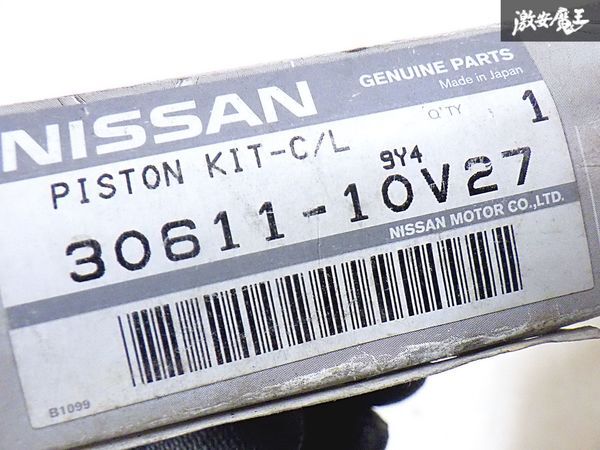 激安魔王
NISSAN
GENUINE PARTS
Made in Japan
Q'TY 1
PISTON KIT-C/L
9Y4
30611-10V27
NISSAN MOTOR CO.,LTD.
B1099